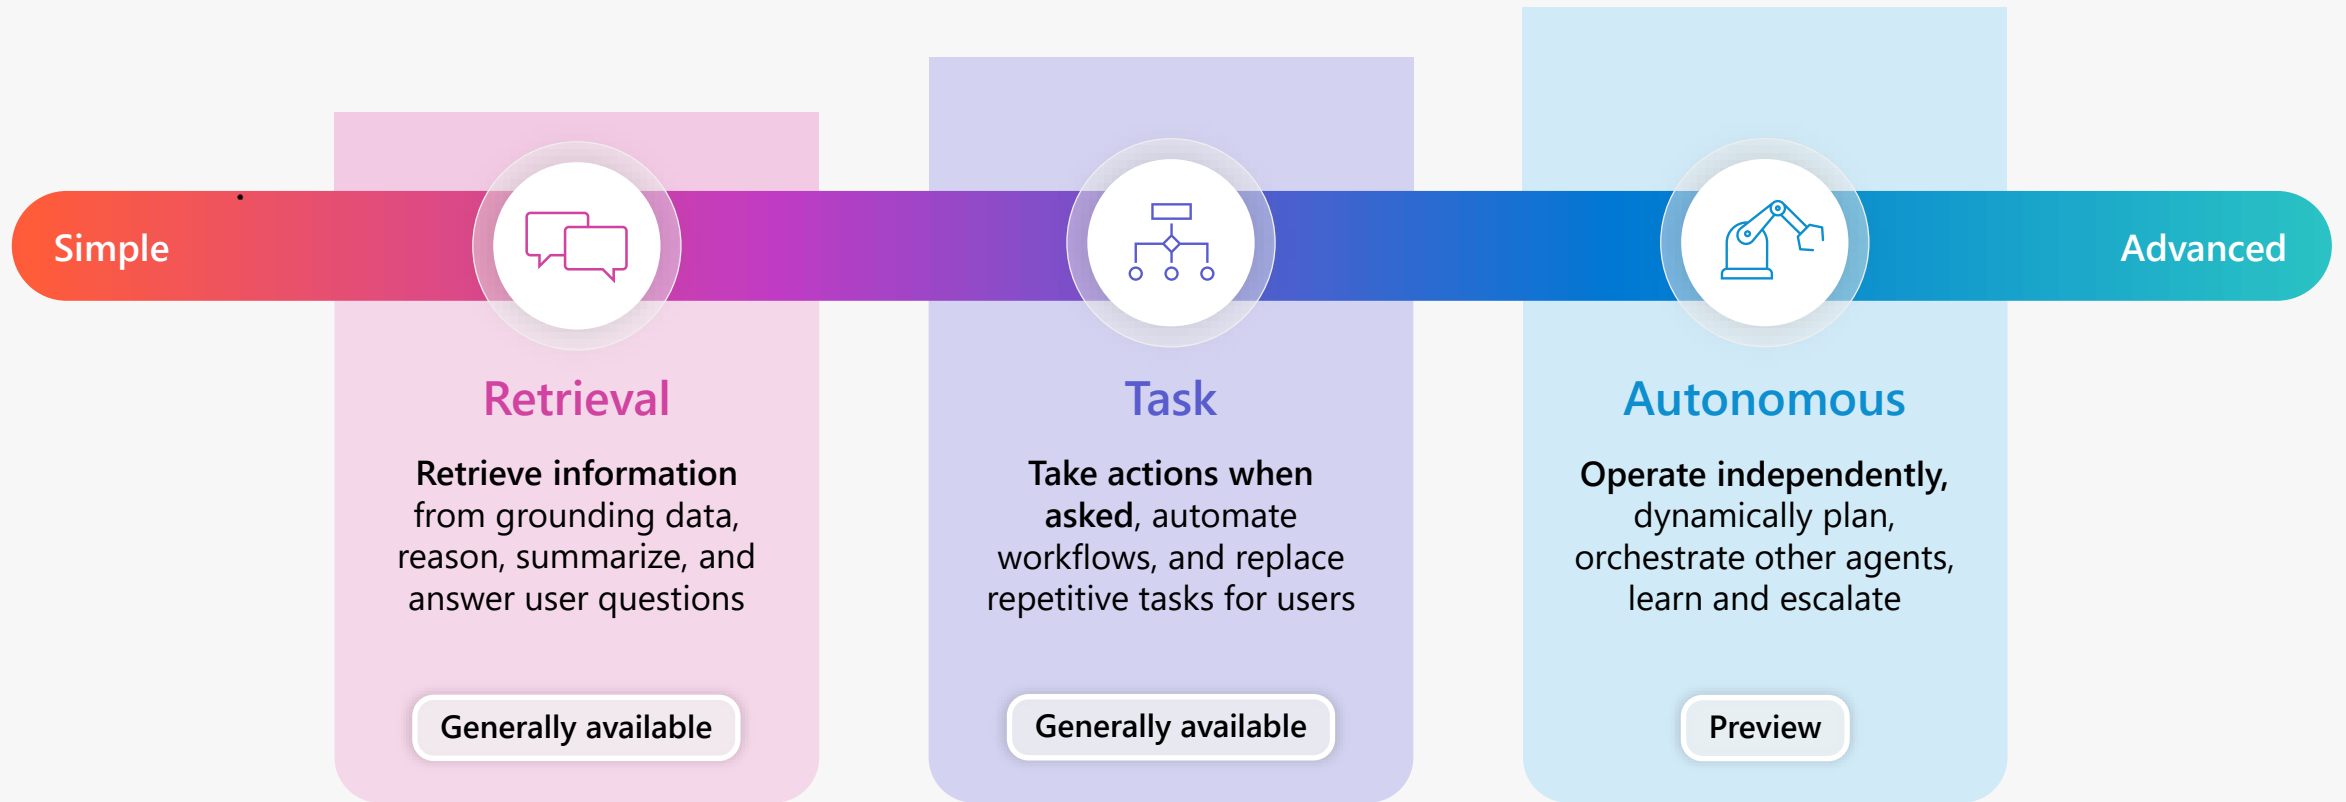 Simple
Advanced
Retrieval
Retrieve information
from grounding data,
reason, summarize, and
answer user questions
Generally available
Task
Take actions when
asked, automate
workflows, and replace
repetitive tasks for users
Generally available
Autonomous
Operate independently,
dynamically plan,
orchestrate other agents,
learn and escalate
Preview